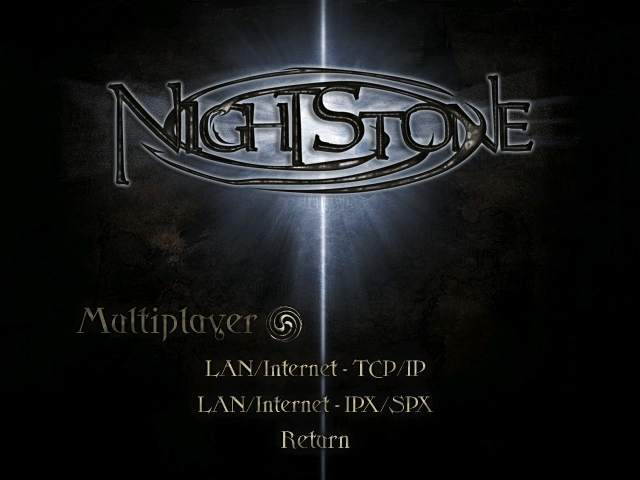 NightStone
Multiplayer
LAN/Internet - TCP/IP
LAN/Internet - IPX/SPX
Return